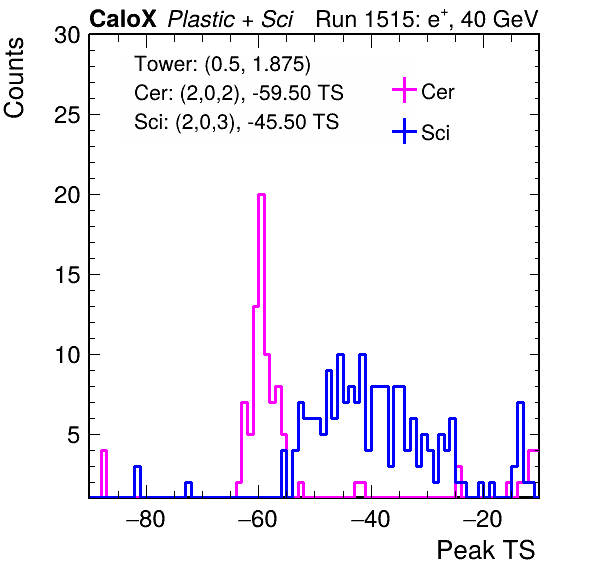 CaloX Plastic + Sci Run 1515: e+, 40 GeV
Counts
30
25
20
15
10
5
Tower: (0.5, 1.875)
Cer: (2,0,2), -59.50 TS
Sci: (2,0,3), -45.50 TS
Cer
Sci
−80 −60 −40 −20
Peak TS